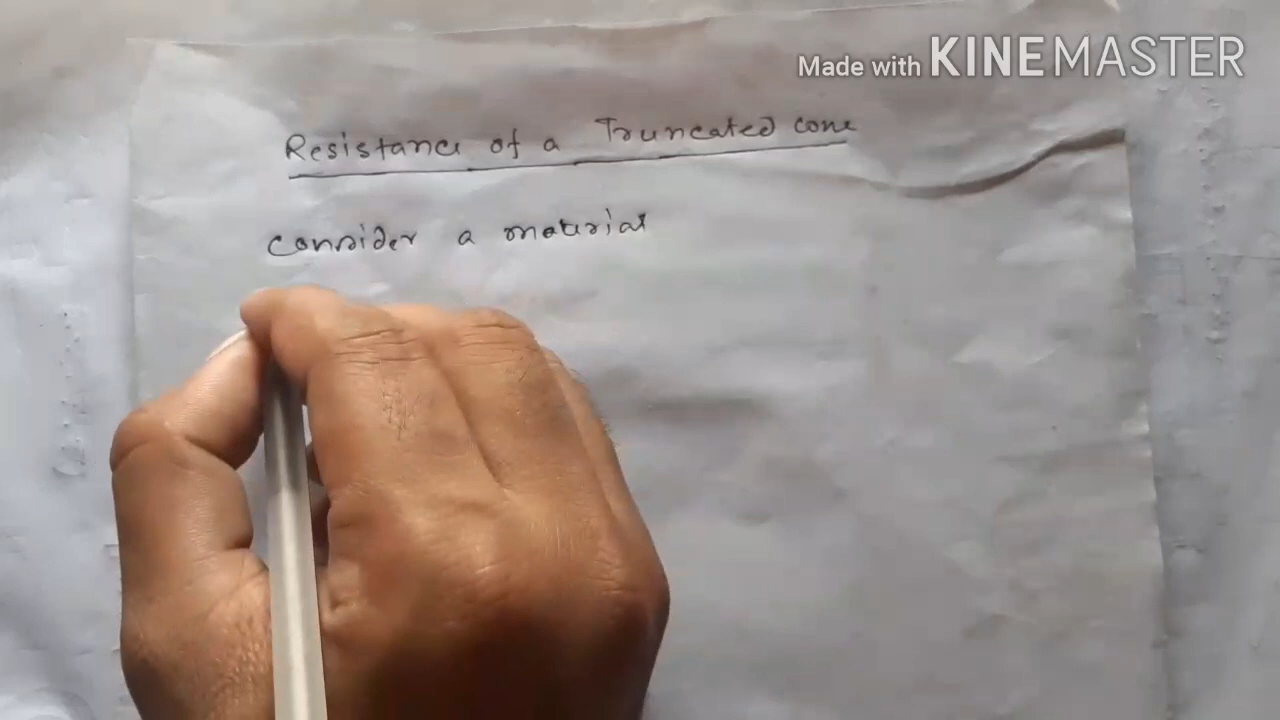 Made with KINEMASTER
Resistance of a Truncated cone
Consider a material